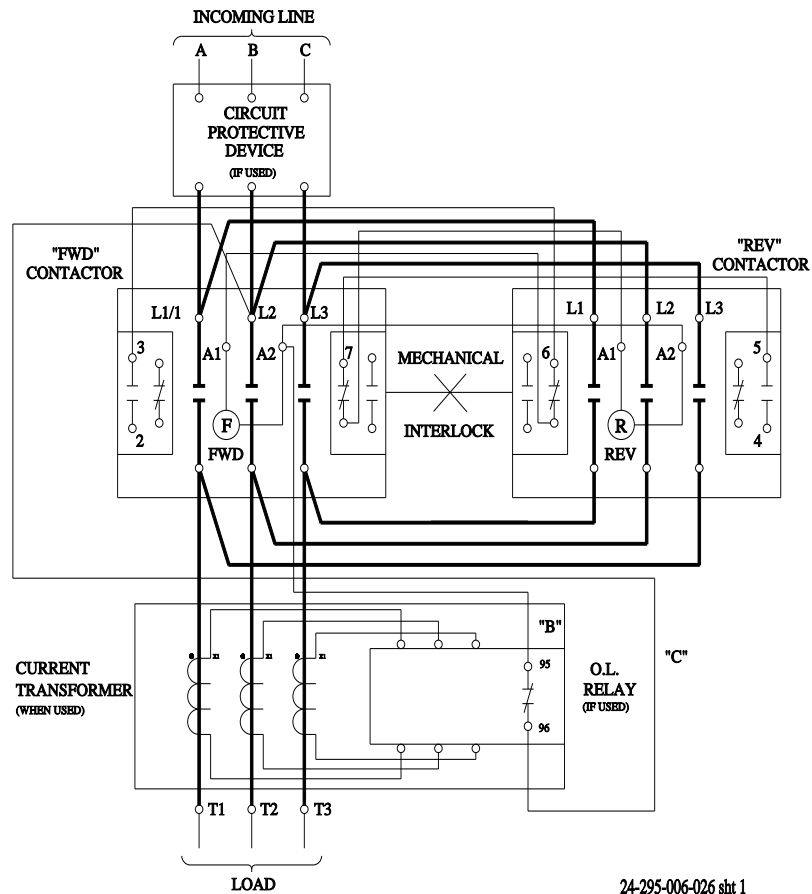 INCOMING LINE
A B C
CIRCUIT
PROTECTIVE
DEVICE
(IF USED)
"FWD"
CONTACTOR
"REV"
CONTACTOR
L1/1 L2 L3
L1 L2 L3
3 A1 A2 7
MECHANICAL
6 A1 A2 5
F
R
2
INTERLOCK
4
FWD
REV
"B"
"C"
X1 X1 X1
95
CURRENT
TRANSFORMER
(WHEN USED)
O.L.
RELAY
(IF USED)
96
T1 T2 T3
LOAD
24-295-006-026 sht 1